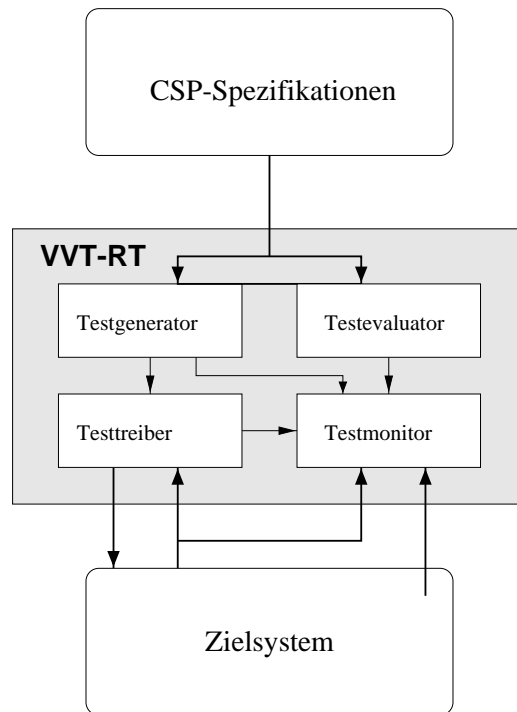 CSP-Spezifikationen
VVT-RT
Testgenerator
Testevaluator
Testtreiber
Testmonitor
Zielsystem